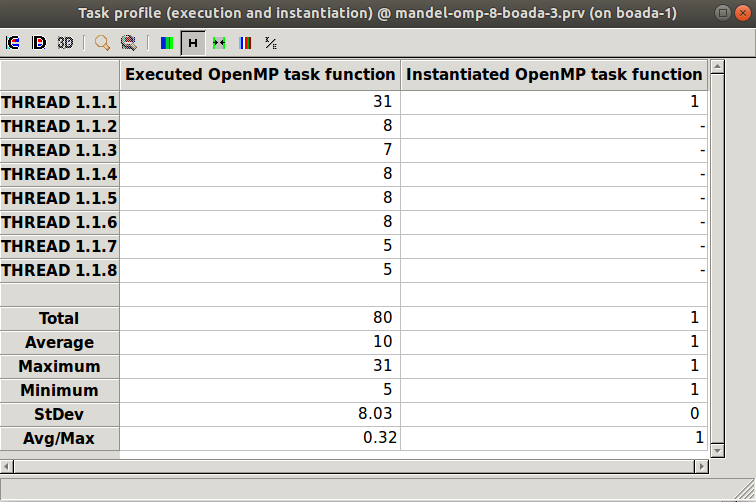 Task profile (execution and instantiation) @ mandel-omp-8-boada-3.prv (on boada-1)
3D
H
Σ/E
Executed OpenMP task function Instantiated OpenMP task function
THREAD 1.1.1 31 1
THREAD 1.1.2 8 -
THREAD 1.1.3 7 -
THREAD 1.1.4 8 -
THREAD 1.1.5 8 -
THREAD 1.1.6 8 -
THREAD 1.1.7 5 -
THREAD 1.1.8 5 -
Total 80 1
Average 10 1
Maximum 31 1
Minimum 5 1
StDev 8.03 0
Avg/Max 0.32 1